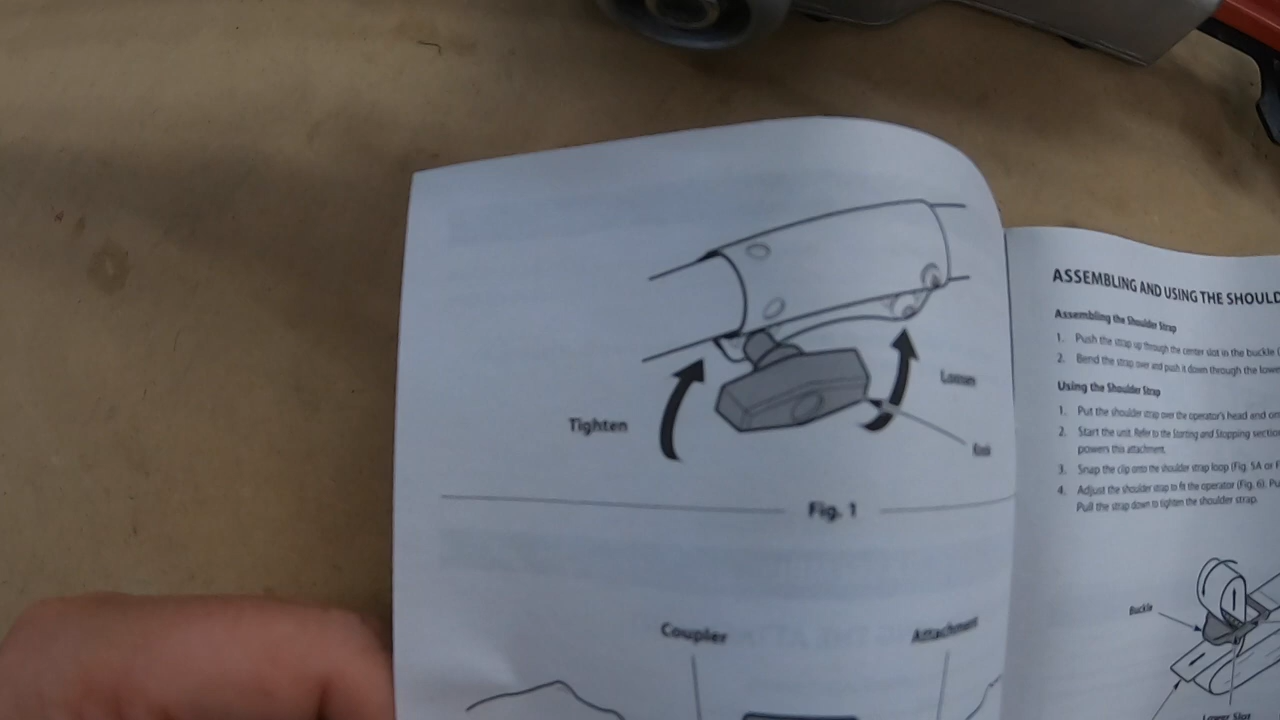 Tighten
Loosen
Knob
Fig. 1
Coupler
Attachment
ASSEMBLING AND USING THE SHOULD
Assembling the Shoulder Strap
1. Push the strap up through the center slot in the buckle
2. Bend the strap over and push it down through the lowe
Using the Shoulder Strap
1. Put the shoulder strap over the operator's head and on
2. Start the unit. Refer to the Starting and Stopping sectio
powers this attachment.
3. Snap the clip onto the shoulder strap loop (Fig. 5A or F
4. Adjust the shoulder strap to fit the operator (Fig. 6). Pu
Pull the strap down to tighten the shoulder strap.
Buckle
Lower Slot